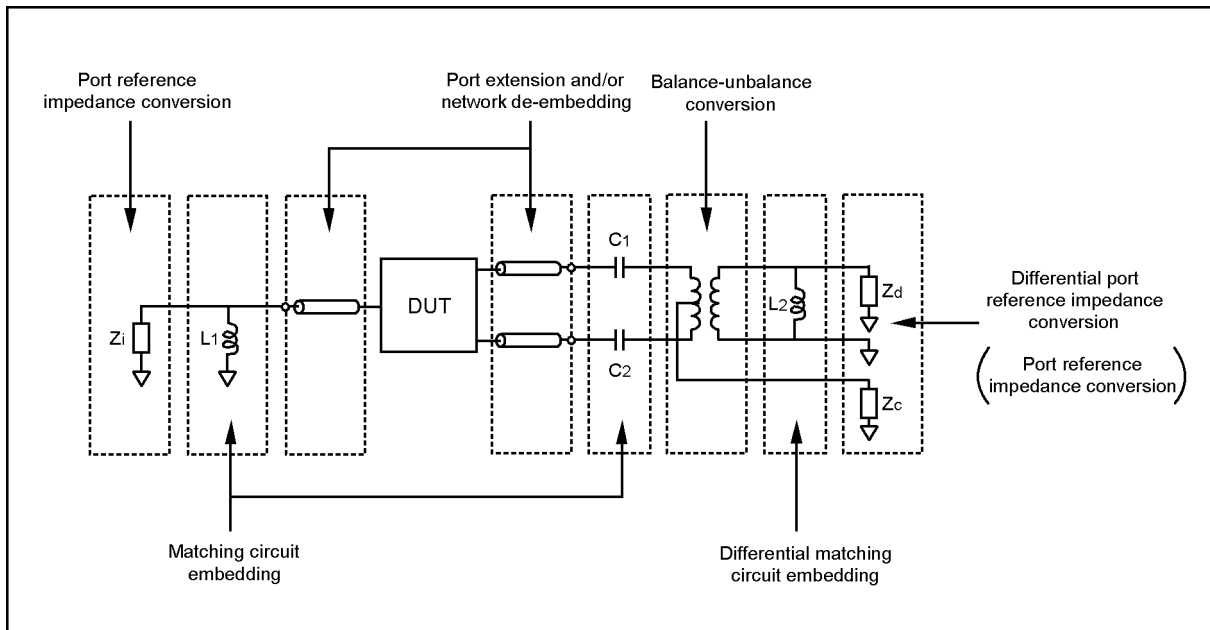 Port reference
impedance conversion
Port extension and/or
network de-embedding
Balance-unbalance
conversion
C1
DUT
Zi
L1
C2
L2
Zd
Zc
Differential port
reference impedance
conversion
(Port reference
impedance conversion)
Matching circuit
embedding
Differential matching
circuit embedding